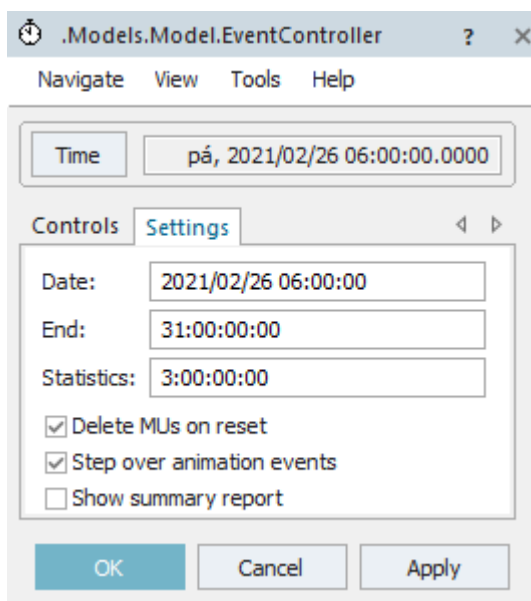 .Models.Model.EventController ?
Navigate View Tools Help
Time pá, 2021/02/26 06:00:00.0000
Controls Settings
Date: 2021/02/26 06:00:00
End: 31:00:00:00
Statistics: 3:00:00:00
Delete MUs on reset
Step over animation events
Show summary report
OK Cancel Apply